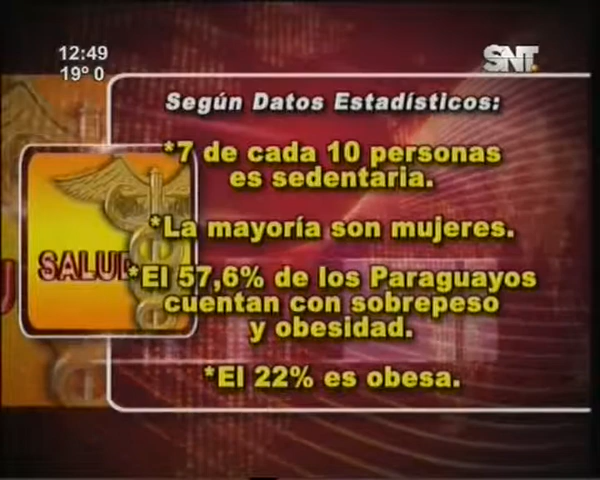 12:49
19º 0
SNT
Según Datos Estadísticos:
*7 de cada 10 personas
es sedentaria.
*La mayoría son mujeres.
SALUD
*El 57,6% de los Paraguayos
cuentan con sobrepeso
y obesidad.
*El 22% es obesa.